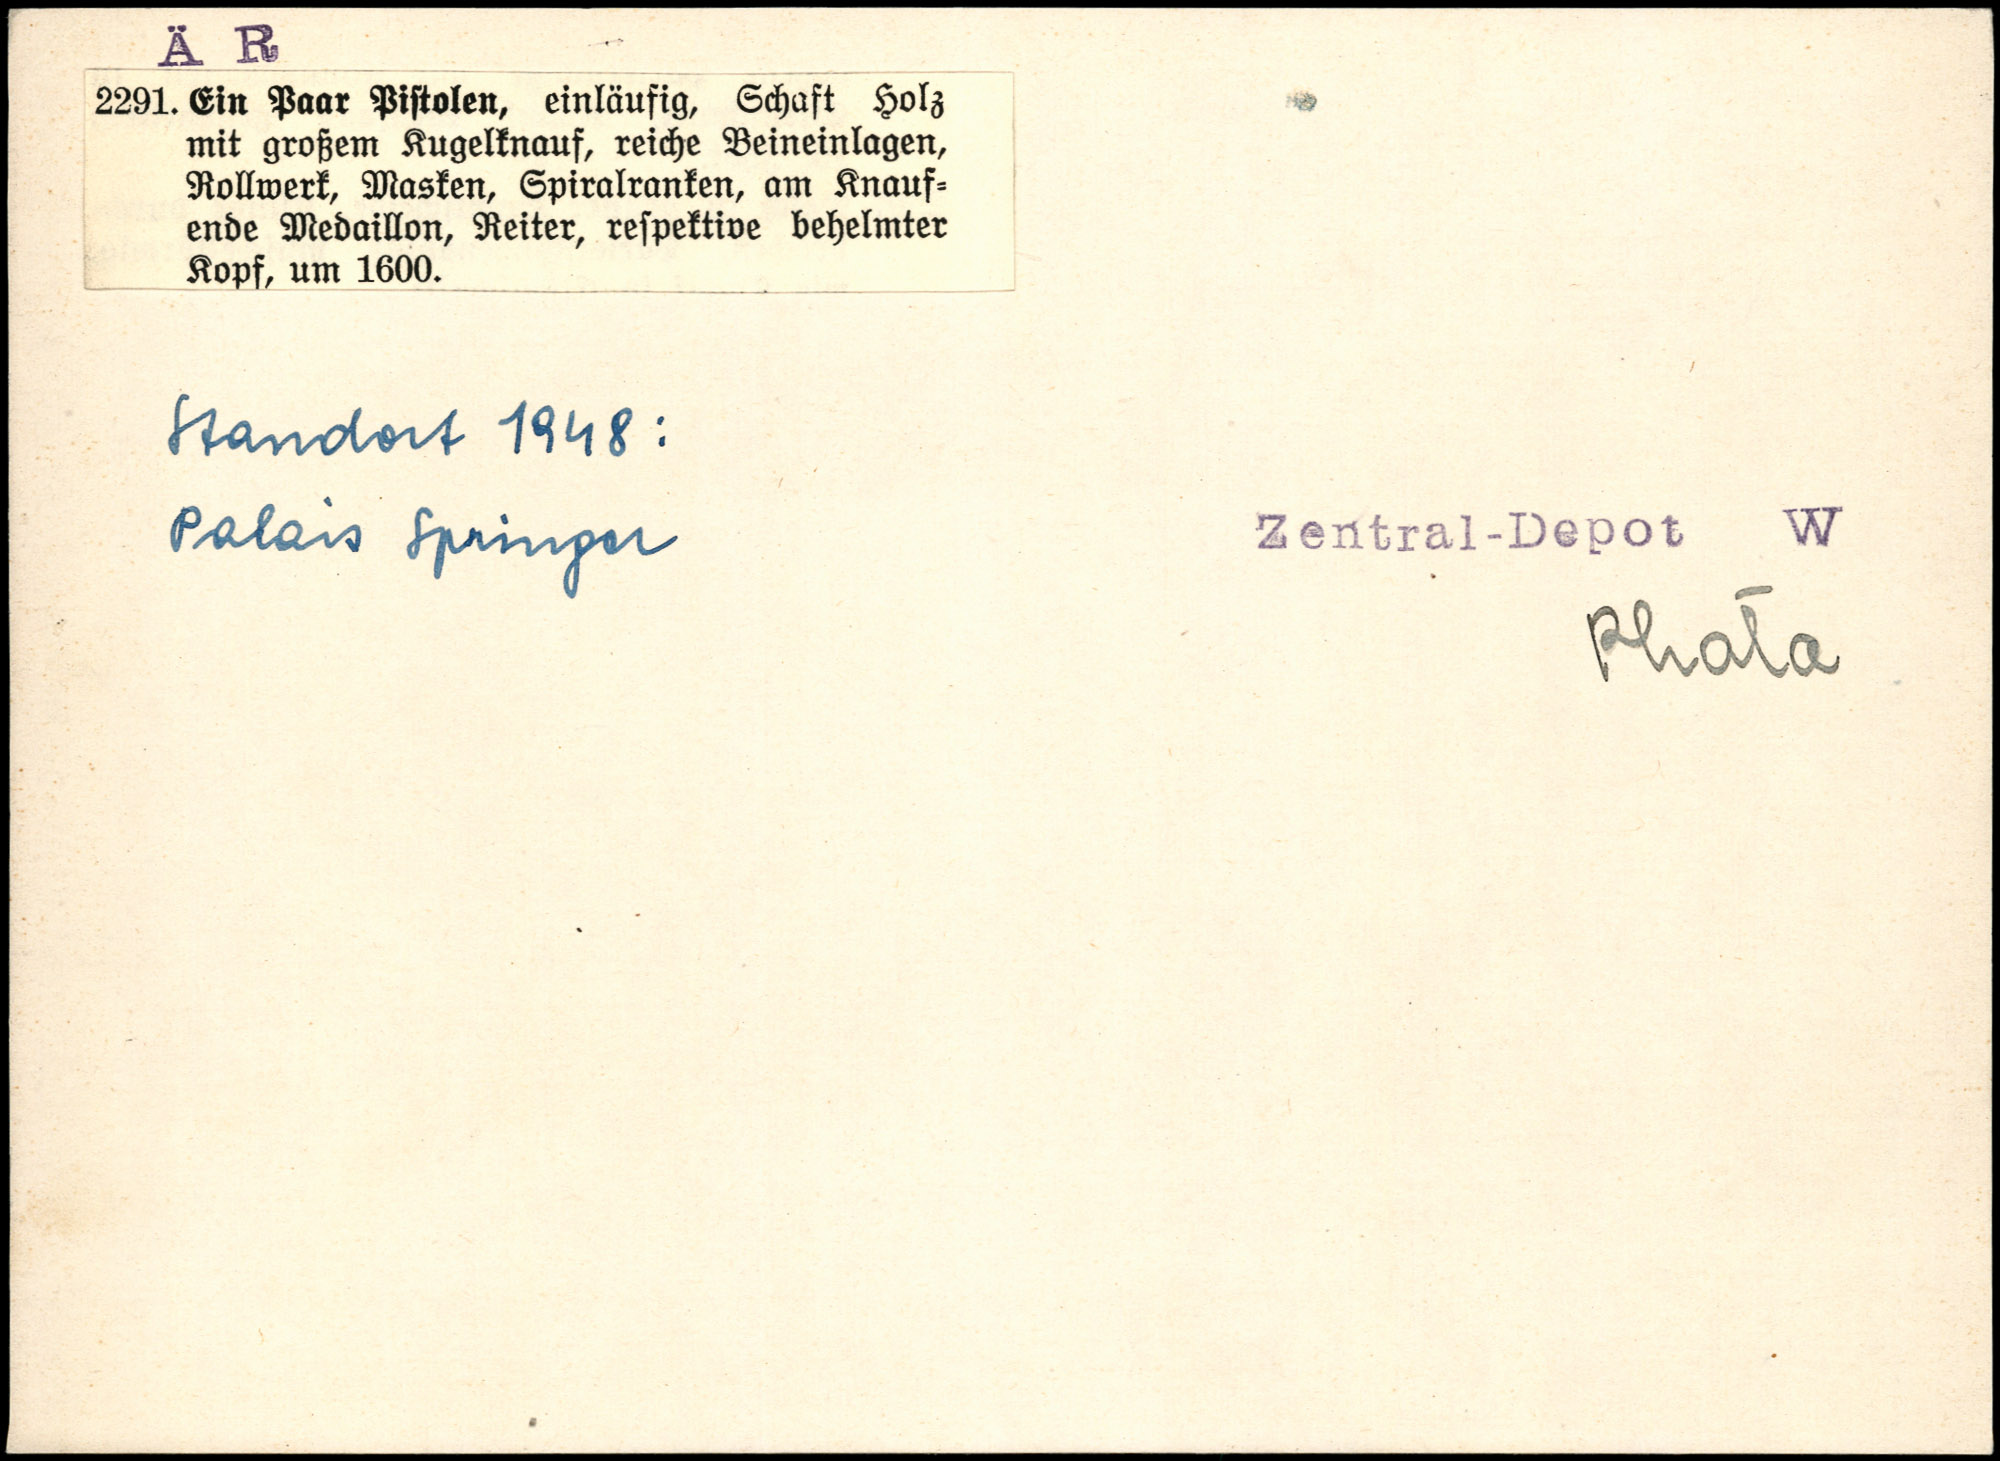 Ä R
2291. Ein Paar Pistolen, einläufig, Schaft Holz
mit großem Kugelknauf, reiche Beineinlagen,
Rollwerk, Masken, Spiralranken, am Knauf-
ende Medaillon, Reiter, respektive behelmter
Kopf, um 1600.
Standort 1948:
Palais Springer
Zentral-Depot W
Photo